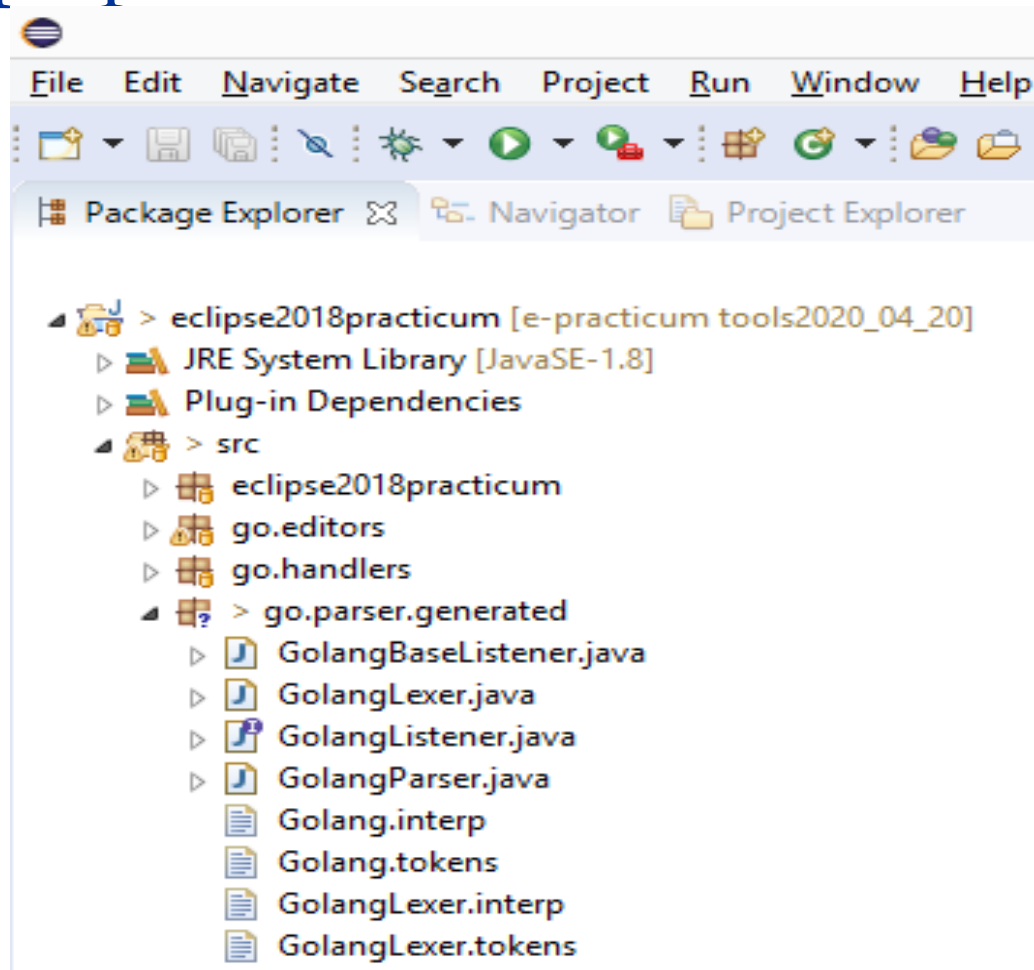 File Edit Navigate Search Project Run Window Help
Package Explorer Navigator Project Explorer
> eclipse2018practicum [e-practicum tools2020_04_20]
JRE System Library [JavaSE-1.8]
Plug-in Dependencies
> src
eclipse2018practicum
go.editors
go.handlers
> go.parser.generated
GolangBaseListener.java
GolangLexer.java
GolangListener.java
GolangParser.java
Golang.interp
Golang.tokens
GolangLexer.interp
GolangLexer.tokens